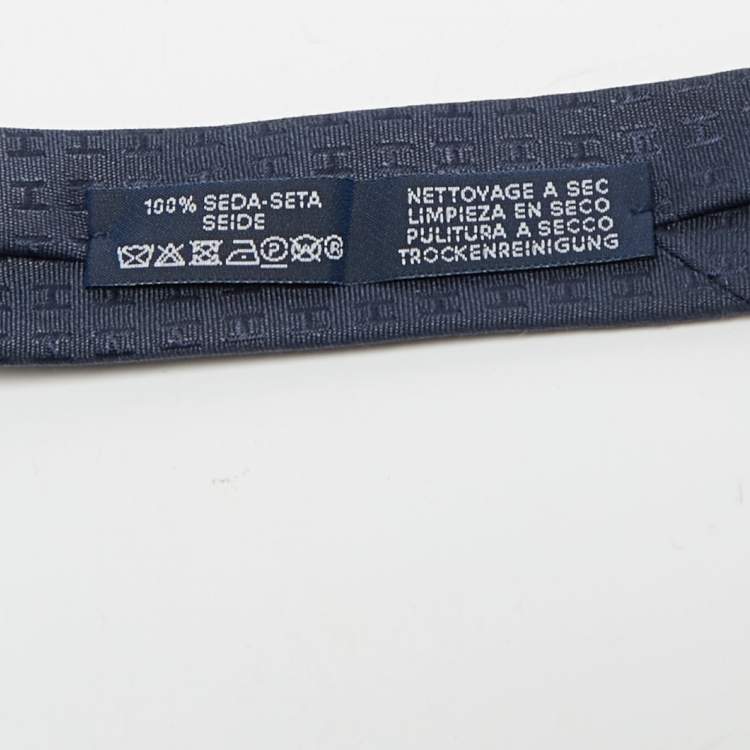 100% SEDA-SETA
SEIDE
P R
NETTOYAGE A SEC
LIMPIEZA EN SECO
PULITURA A SECCO
TROCKENREINIGUNG